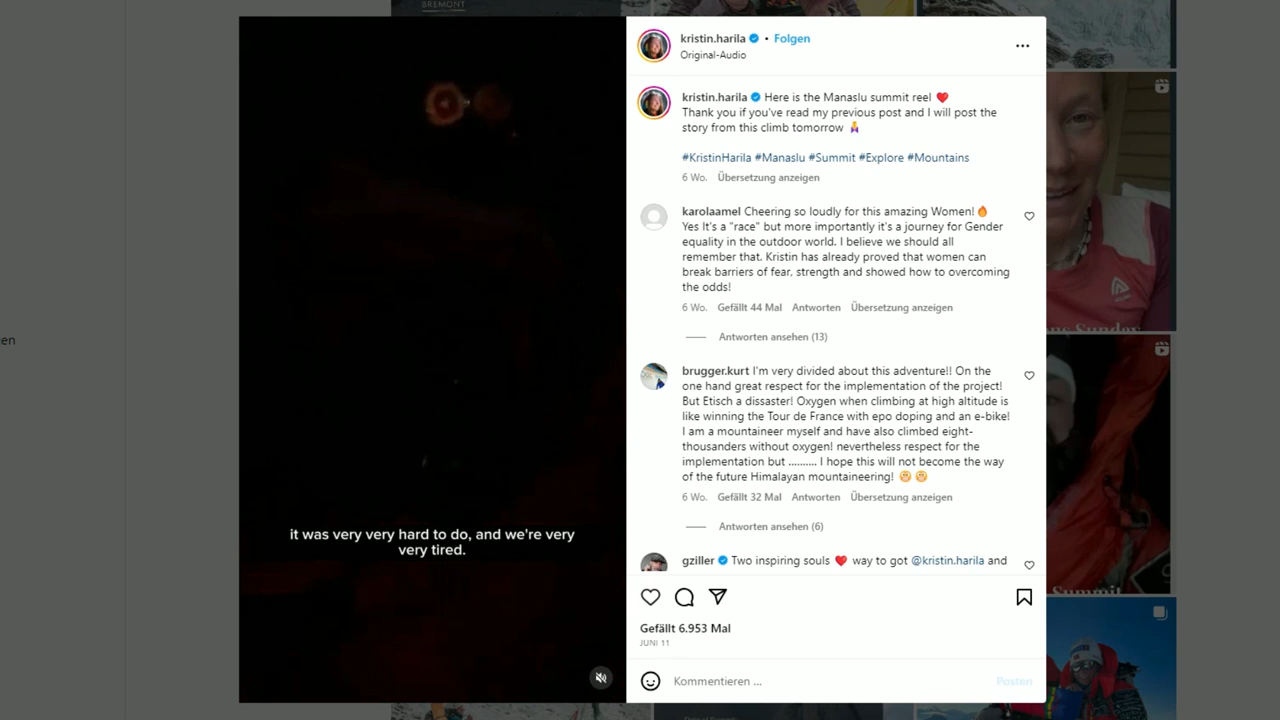 BREMONT
en
it was very very hard to do, and we're very
very tired.
kristin.harila • Folgen
Original-Audio
kristin.harila Here is the Manaslu summit reel ❤️
Thank you if you've read my previous post and I will post the
story from this climb tomorrow 🙏
#KristinHarila #Manaslu #Summit #Explore #Mountains
6 Wo. Übersetzung anzeigen
karolaamel Cheering so loudly for this amazing Women!🔥
Yes It's a "race" but more importantly it's a journey for Gender
equality in the outdoor world. I believe we should all
remember that. Kristin has already proved that women can
break barriers of fear, strength and showed how to overcoming
the odds!
6 Wo. Gefällt 44 Mal Antworten Übersetzung anzeigen
Antworten ansehen (13)
brugger.kurt I'm very divided about this adventure!! On the
one hand great respect for the implementation of the project!
But Etisch a dissaster! Oxygen when climbing at high altitude is
like winning the Tour de France with epo doping and an e-bike!
I am a mountaineer myself and have also climbed eight-
thousanders without oxygen! nevertheless respect for the
implementation but .......... I hope this will not become the way
of the future Himalayan mountaineering!
6 Wo. Gefällt 32 Mal Antworten Übersetzung anzeigen
Antworten ansehen (6)
gziller Two inspiring souls ❤️ way to got @kristin.harila and
Gefällt 6.953 Mal
JUNI 11
Kommentieren ...
Posten
Sunday
Summit